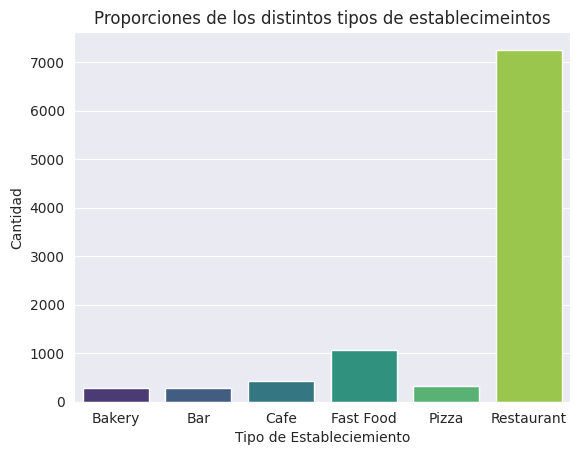 Proporciones de los distintos tipos de establecimeintos
7000
6000
5000
4000
3000
2000
1000
0
Cantidad
Bakery Bar Cafe Fast Food Pizza Restaurant
Tipo de Estableciemiento